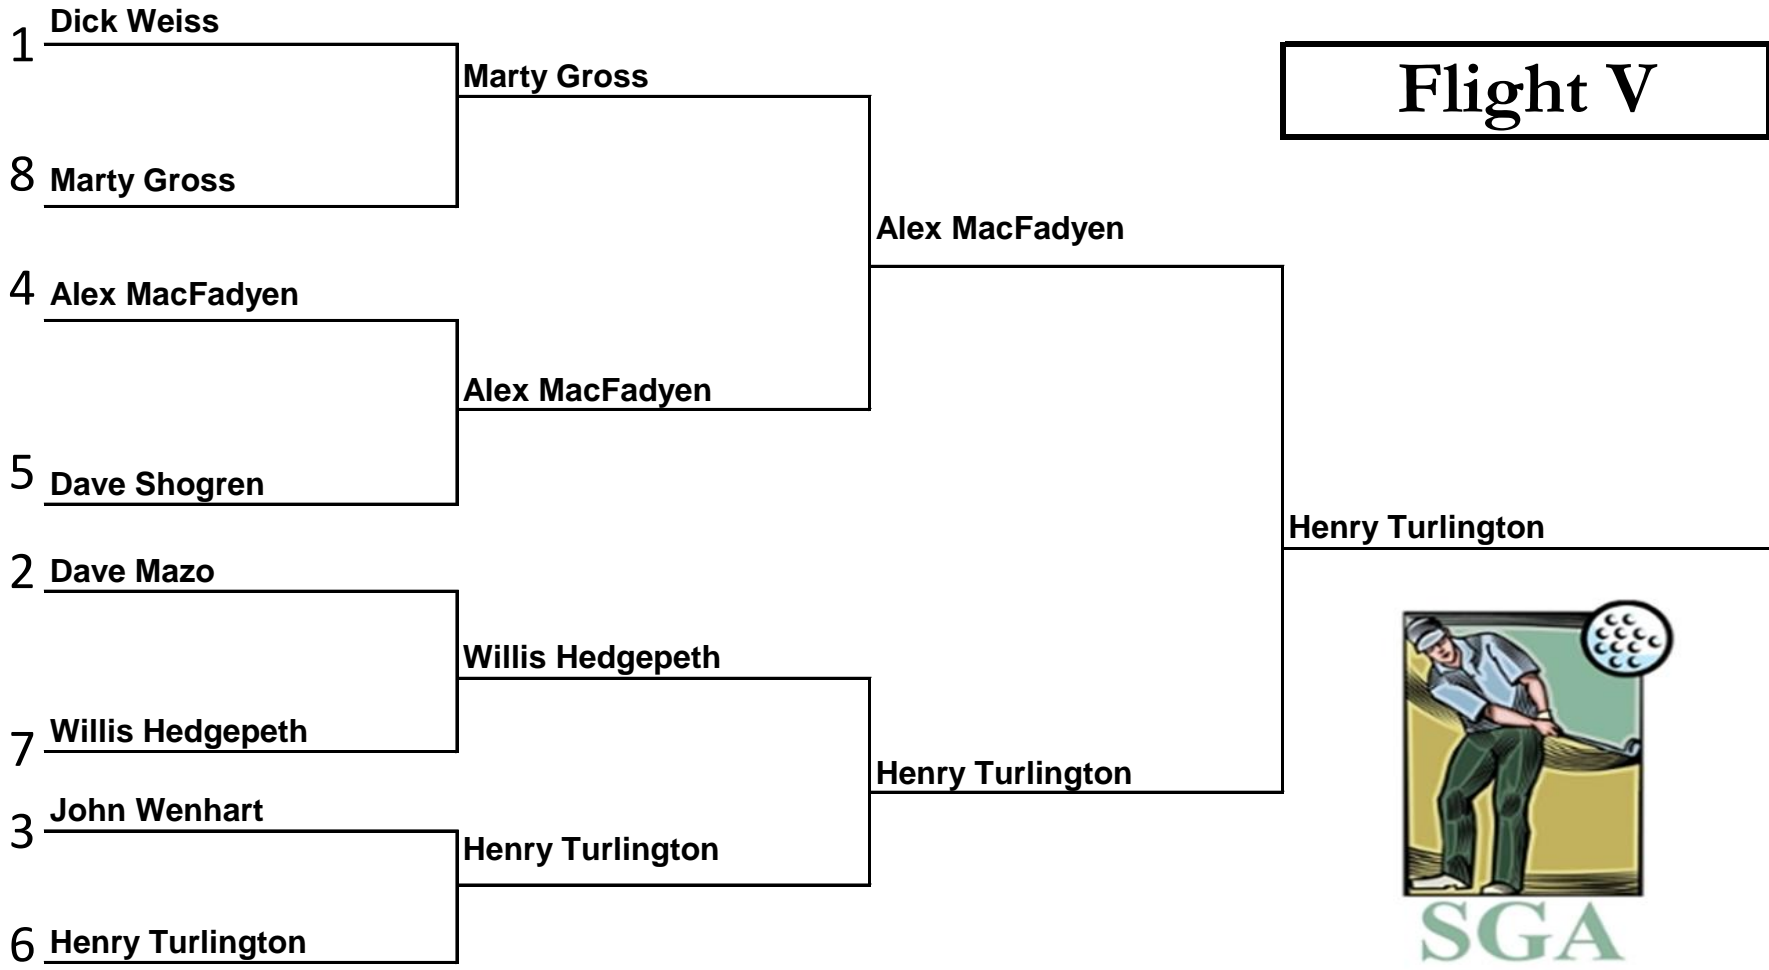 1 Dick Weiss
Marty Gross
Flight V
8 Marty Gross
Alex MacFadyen
4 Alex MacFadyen
Alex MacFadyen
5 Dave Shogren
Henry Turlington
2 Dave Mazo
Willis Hedgepeth
7 Willis Hedgepeth
Henry Turlington
3 John Wenhart
Henry Turlington
6 Henry Turlington
SGA